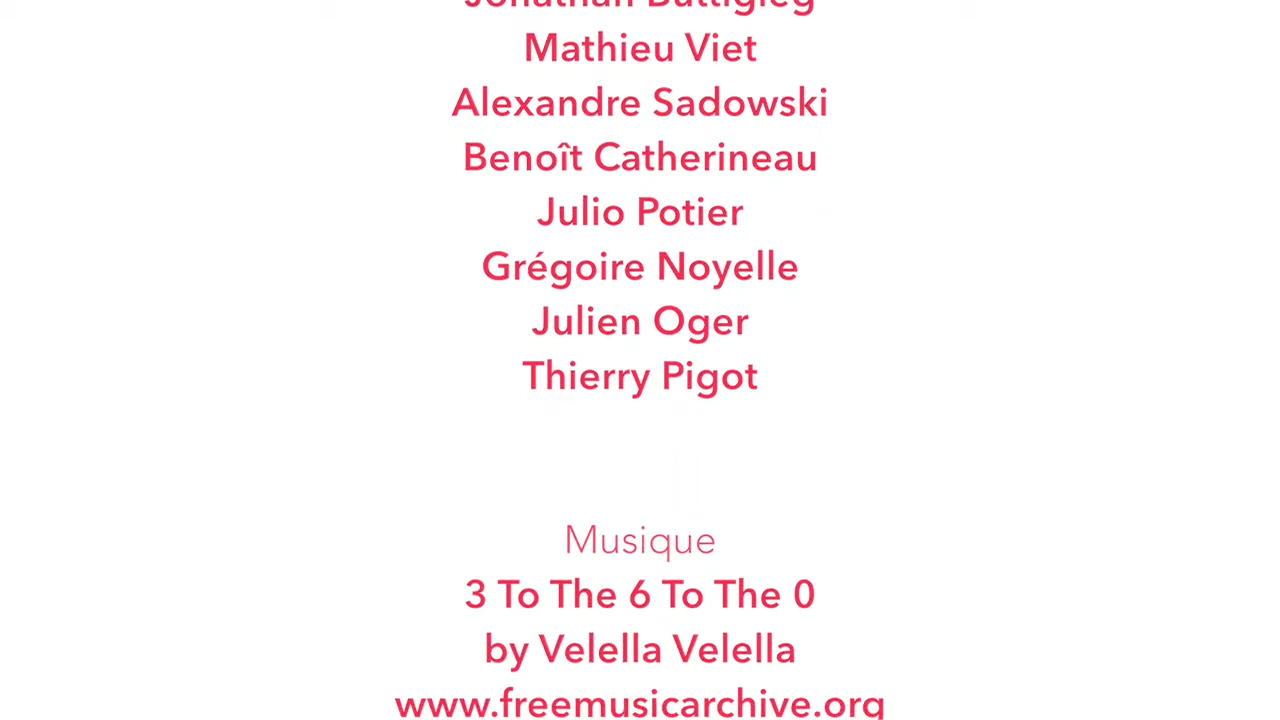 Jonathan Buttigieg
Mathieu Viet
Alexandre Sadowski
Benoît Catherineau
Julio Potier
Grégoire Noyelle
Julien Oger
Thierry Pigot
Musique
3 To The 6 To The 0
by Velella Velella
www.freemusicarchive.org